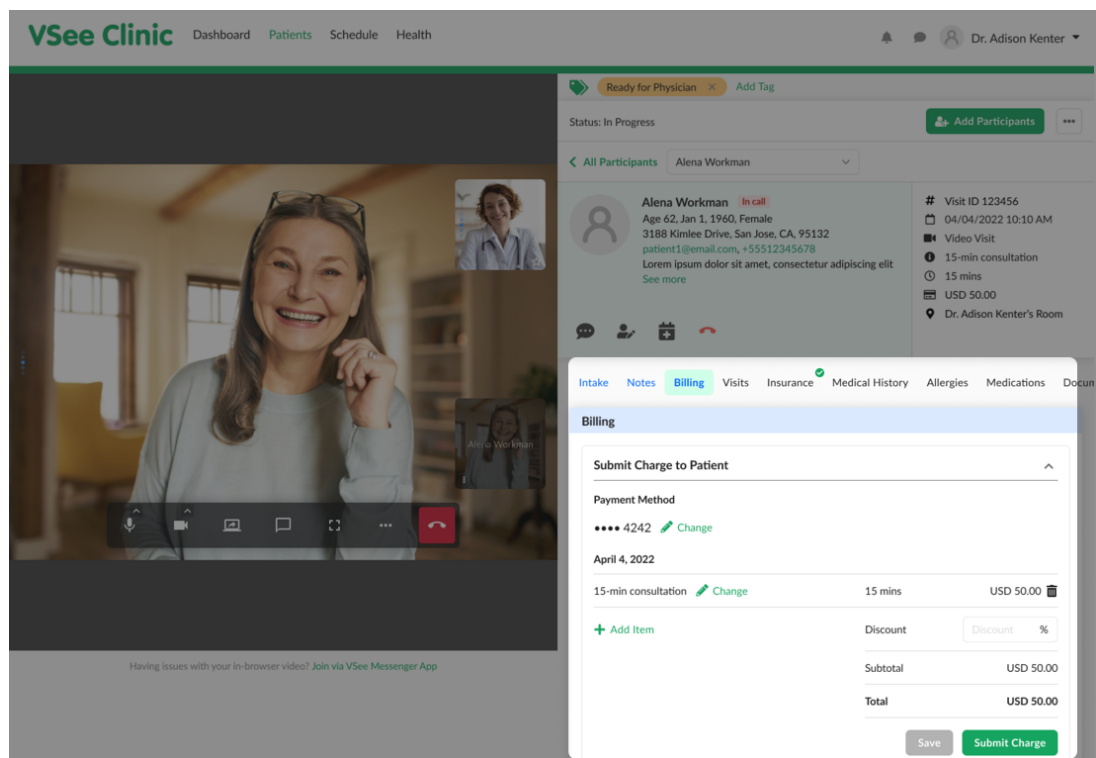 VSee Clinic Dashboard Patients Schedule Health Dr. Adison Kenter
Ready for Physician × Add Tag
Status: In Progress Add Participants
All Participants Alena Workman
Alena Workman In call
Age 62, Jan 1, 1960, Female
3188 Kimlee Drive, San Jose, CA, 95132
patient1@email.com, +55512345678
Lorem ipsum dolor sit amet, consectetur adipiscing elit
See more
# Visit ID 123456
04/04/2022 10:10 AM
Video Visit
15-min consultation
15 mins
USD 50.00
Dr. Adison Kenter's Room
Alena Workman
Having issues with your in-browser video? Join via VSee Messenger App
Intake Notes Billing Visits Insurance Medical History Allergies Medications Docun
Billing
Submit Charge to Patient
Payment Method
•••• 4242 Change
April 4, 2022
15-min consultation Change 15 mins USD 50.00
+ Add Item Discount Discount %
Subtotal USD 50.00
Total USD 50.00
Save Submit Charge